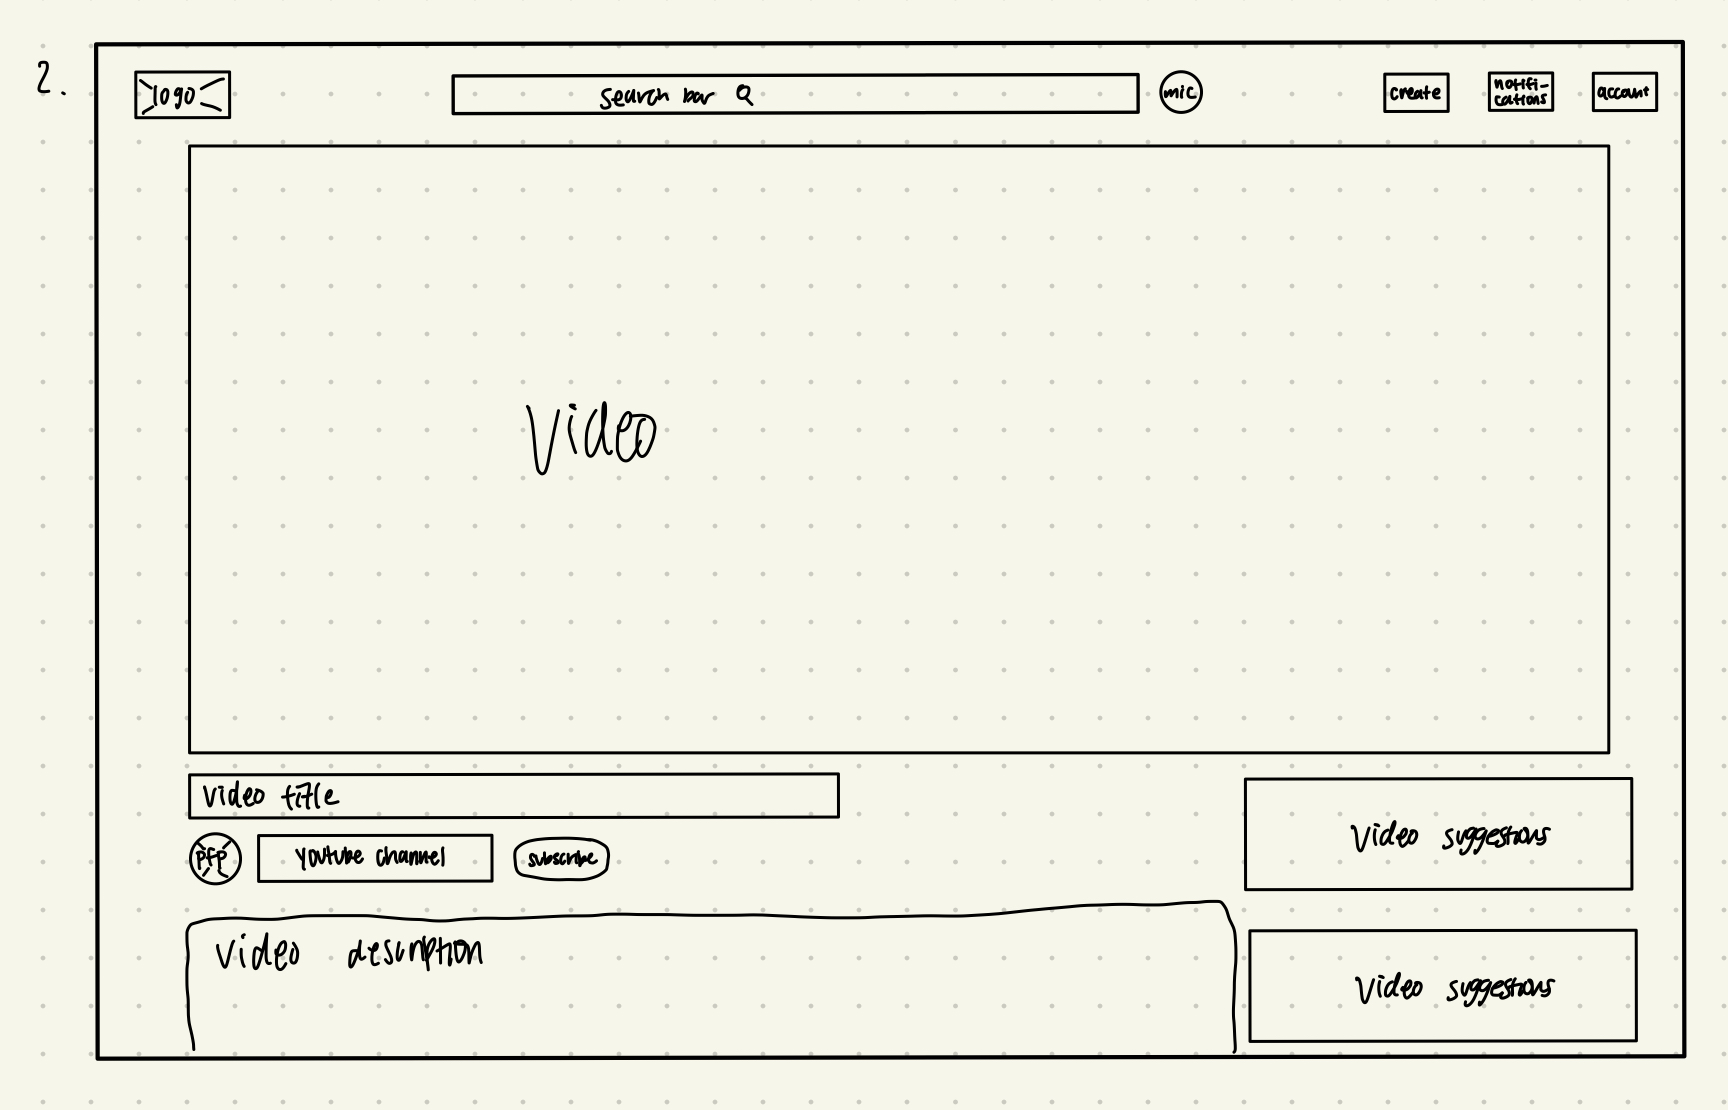 2.
logo
search bar
mic
create
notifi-
cations
account
Video
Video title
pfp
youtube channel
subscribe
Video suggestions
video description
Video suggestions